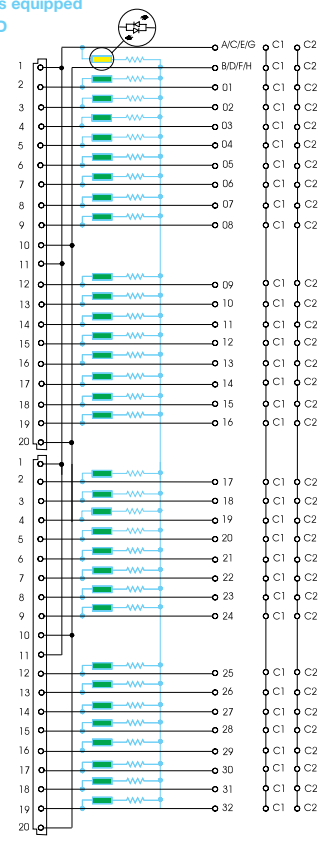 s equipped
D
A/C/E/G C1 C2
1 B/D/F/H C1 C2
2 01 C1 C2
3 02 C1 C2
4 03 C1 C2
5 04 C1 C2
6 05 C1 C2
7 06 C1 C2
8 07 C1 C2
9 08 C1 C2
10
11
12 09 C1 C2
13 10 C1 C2
14 11 C1 C2
15 12 C1 C2
16 13 C1 C2
17 14 C1 C2
18 15 C1 C2
19 16 C1 C2
20
1
2 17 C1 C2
3 18 C1 C2
4 19 C1 C2
5 20 C1 C2
6 21 C1 C2
7 22 C1 C2
8 23 C1 C2
9 24 C1 C2
10
11
12 25 C1 C2
13 26 C1 C2
14 27 C1 C2
15 28 C1 C2
16 29 C1 C2
17 30 C1 C2
18 31 C1 C2
19 32 C1 C2
20